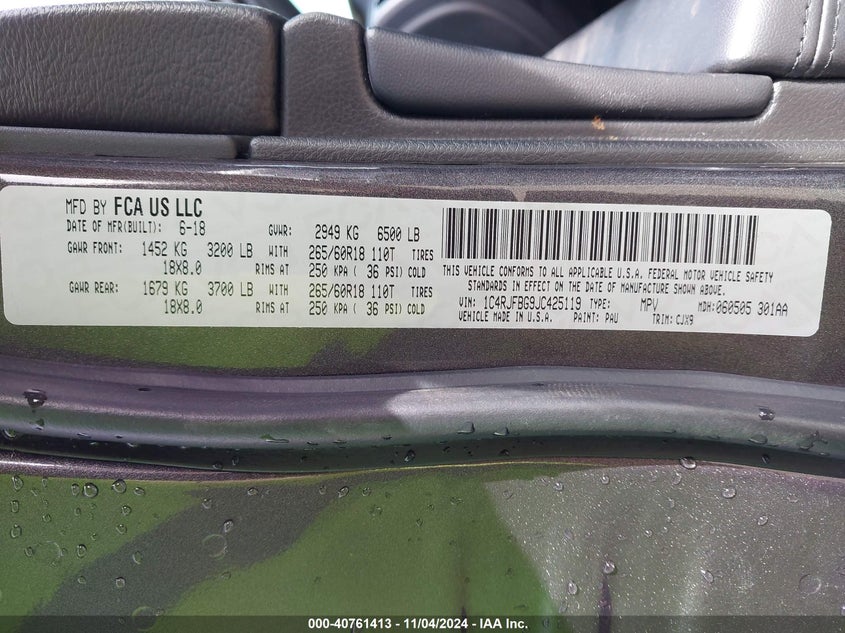 MFD BY FCA US LLC
DATE OF MFR(BUILT): 6-18 GVWR: 2949 KG 6500 LB
GAWR FRONT: 1452 KG 3200 LB WITH 265/60R18 110T TIRES
18X8.0 RIMS AT 250 KPA ( 36 PSI) COLD
GAWR REAR: 1679 KG 3700 LB WITH 265/60R18 110T TIRES
18X8.0 RIMS AT 250 KPA ( 36 PSI) COLD
THIS VEHICLE CONFORMS TO ALL APPLICABLE U.S.A. FEDERAL MOTOR VEHICLE SAFETY
STANDARDS IN EFFECT ON THE DATE OF MANUFACTURE SHOWN ABOVE.
VIN: 1C4RJFBG9JC425119 TYPE: MPV MDH: 060505 301AA
VEHICLE MADE IN U.S.A. PAINT: PAU TRIM: CJX9
000-40761413 - 11/04/2024 - IAA Inc.